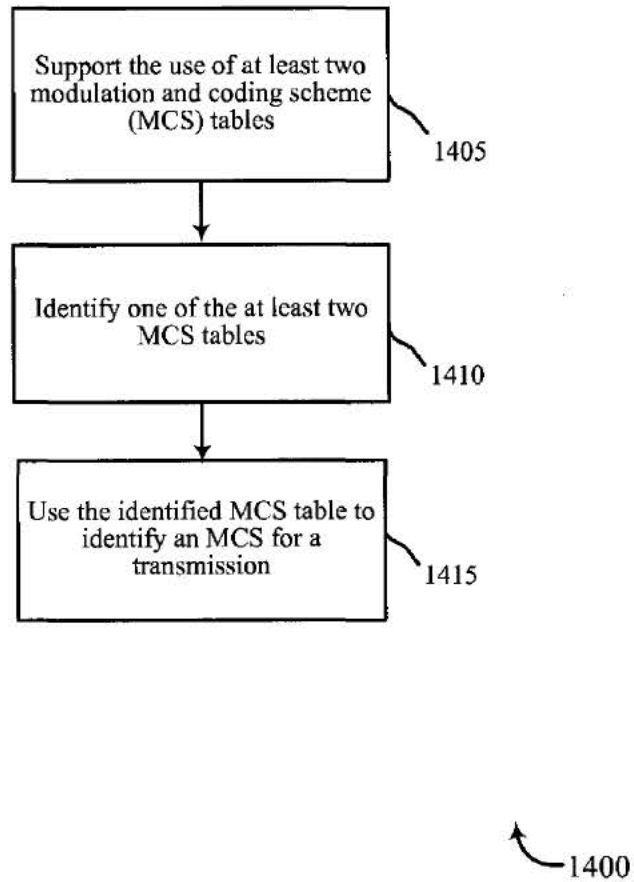 Support the use of at least two
modulation and coding scheme
(MCS) tables
1405
Identify one of the at least two
MCS tables
1410
Use the identified MCS table to
identify an MCS for a
transmission
1415
1400